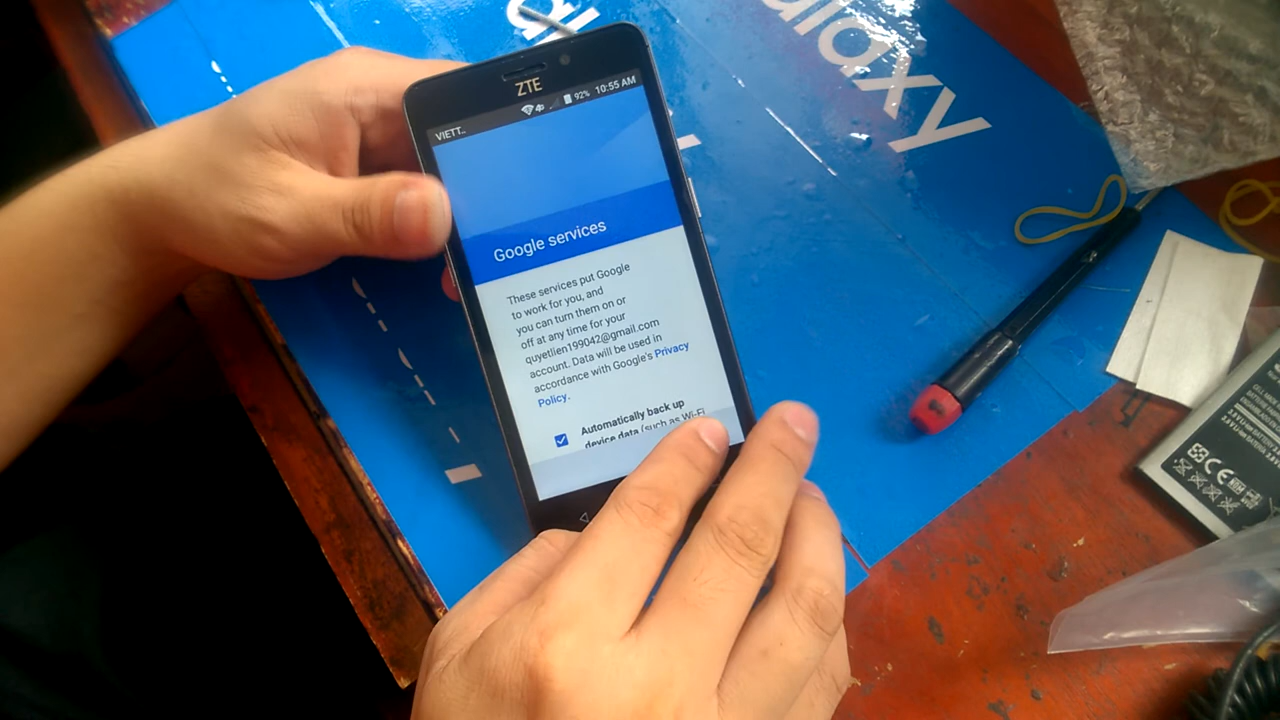 Galaxy
ZTE
VIETT..
92% 10:55 AM
Google services
These services put Google
to work for you, and
you can turn them on or
off at any time for your
quyetlien199042@gmail.com
account. Data will be used in
accordance with Google's Privacy
Policy.
Automatically back up
device data (such as Wi-Fi
CE